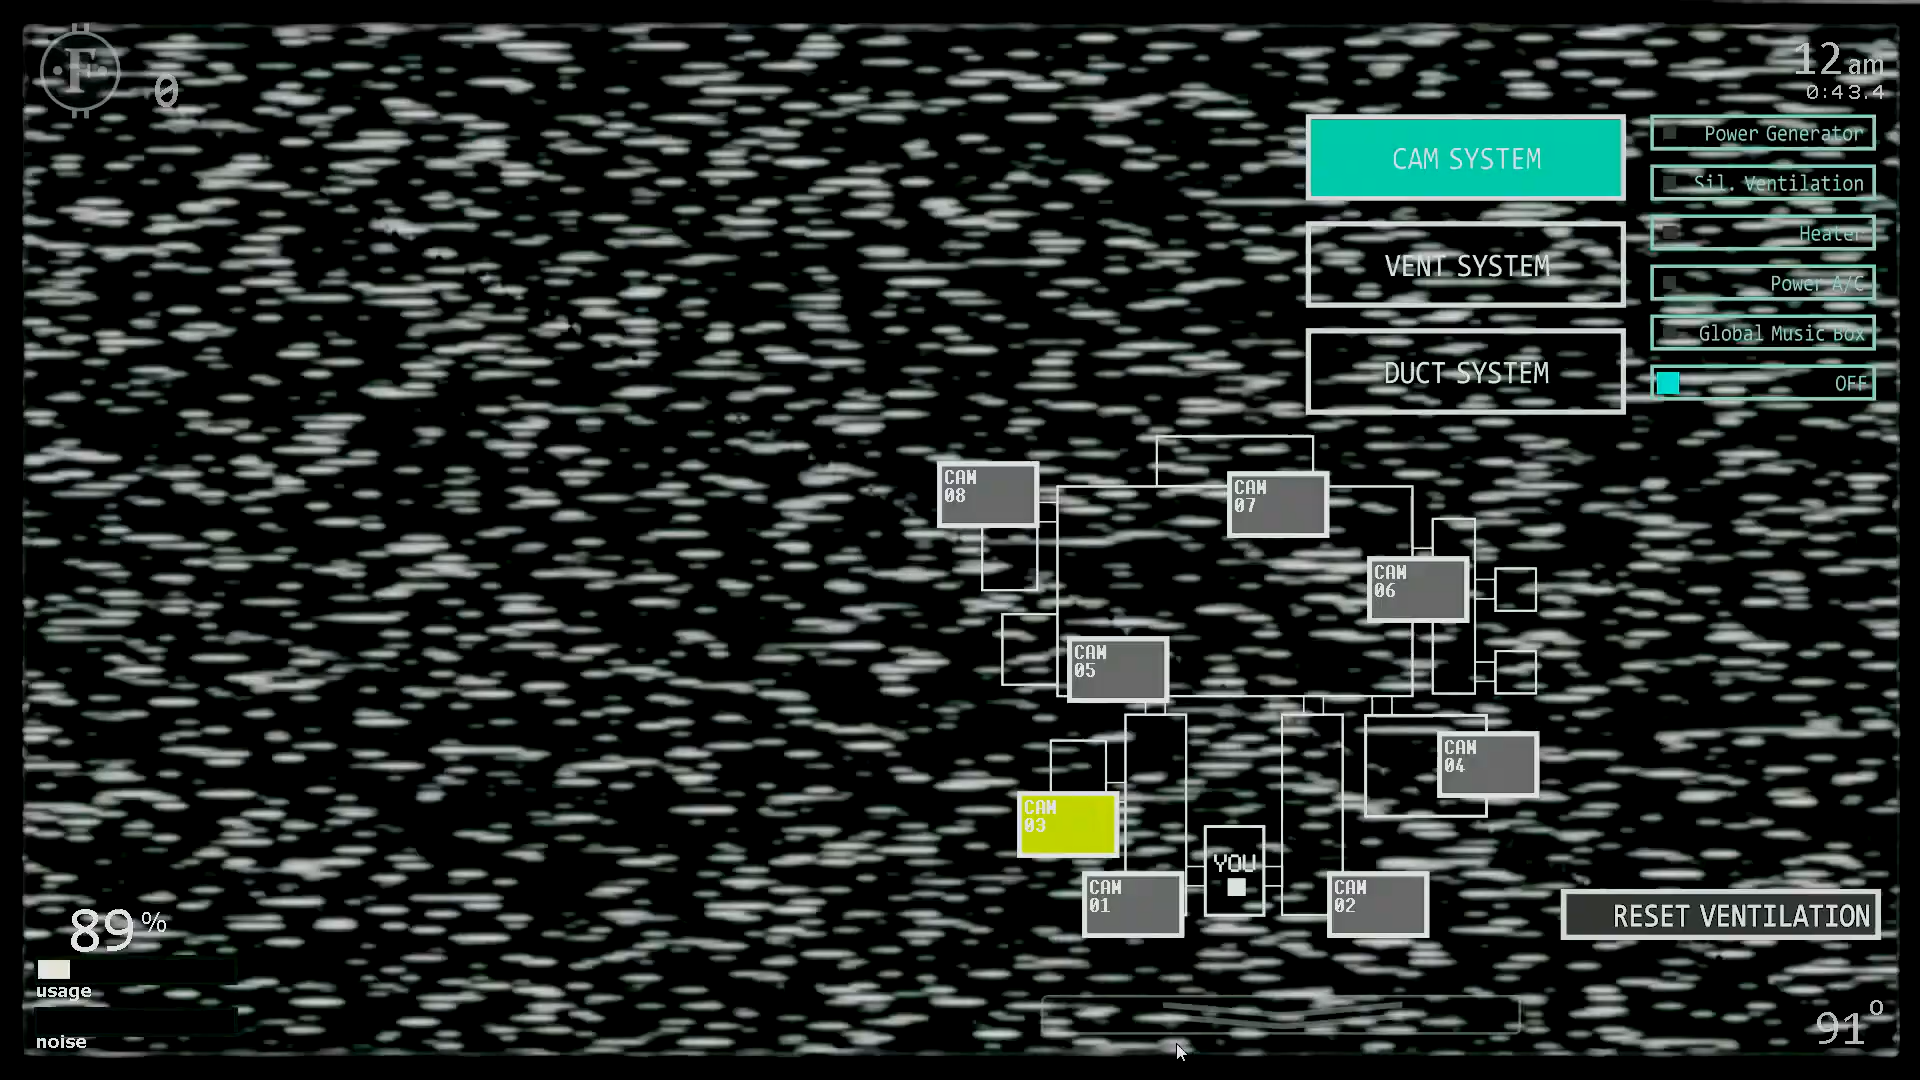 F
0
12 am
0:43.4
CAM SYSTEM
VENT SYSTEM
DUCT SYSTEM
Power Generator
Sil. Ventilation
Heater
Power A/C
Global Music Box
OFF
CAM
08
CAM
07
CAM
06
CAM
05
CAM
04
CAM
03
YOU
CAM
01
CAM
02
RESET VENTILATION
89%
usage
noise
91°